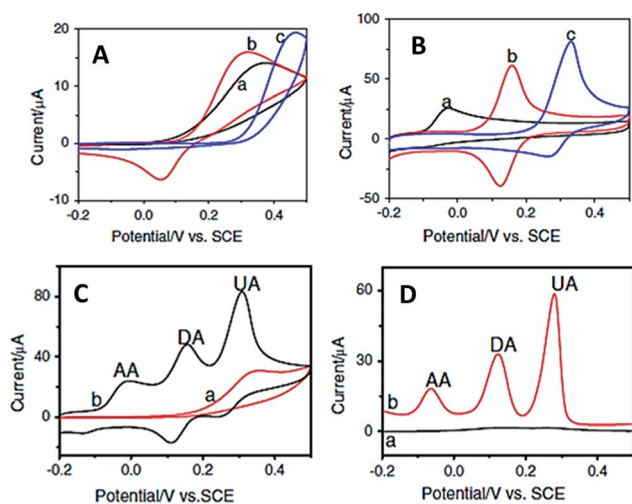 A
20
10
0
-10
Current/µA
a
b
c
-0.2 0.0 0.2 0.4
Potential/V vs. SCE
B
100
50
0
-50
Current/µA
a
b
c
-0.2 0.0 0.2 0.4
Potential/V vs. SCE
C
80
40
0
Current/µA
AA
DA
UA
a
b
-0.2 0.0 0.2 0.4
Potential/V vs.SCE
D
60
30
0
Current/µA
AA
DA
UA
b
a
-0.2 0.0 0.2 0.4
Potential/V vs.SCE